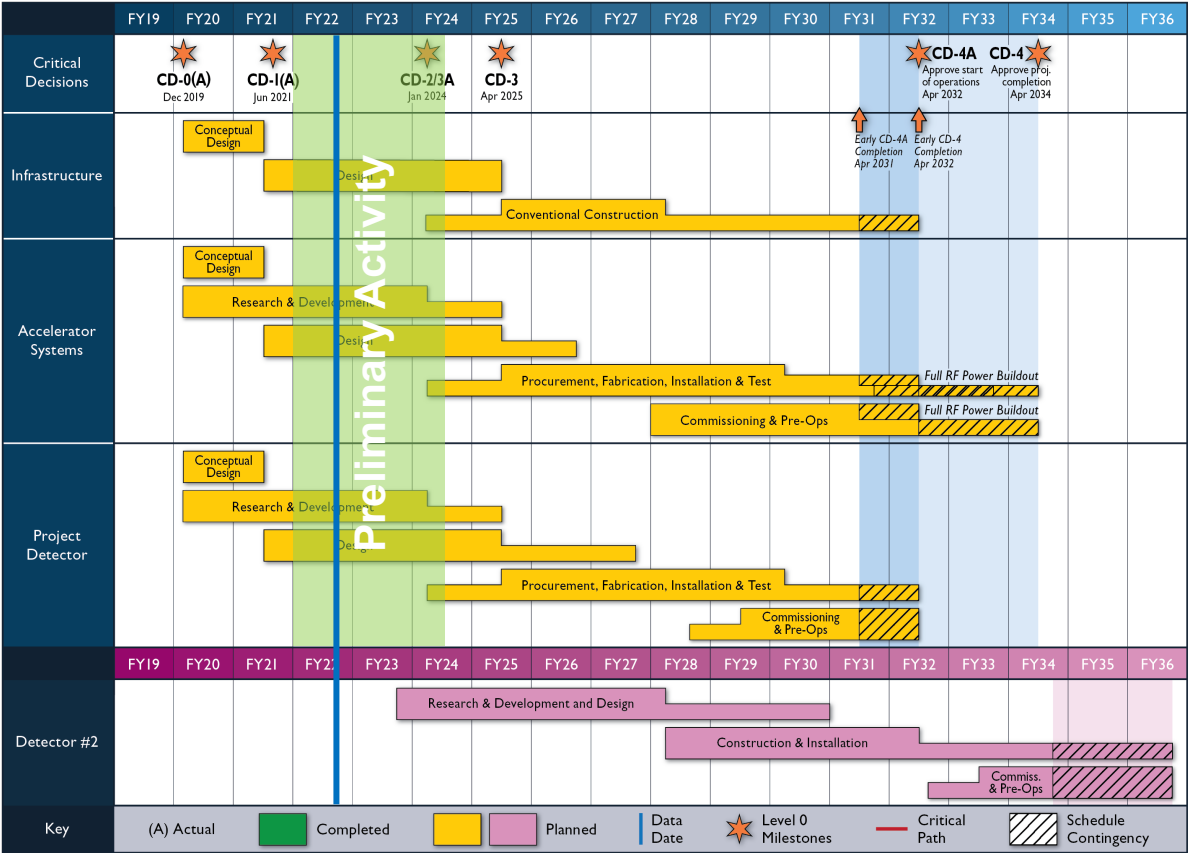 FY19 FY20 FY21 FY22 FY23 FY24 FY25 FY26 FY27 FY28 FY29 FY30 FY31 FY32 FY33 FY34 FY35 FY36
Critical
Decisions
CD-0(A)
Dec 2019
CD-1(A)
Jun 2021
CD-2/3A
Jan 2024
CD-3
Apr 2025
CD-4A
Approve start
of operations
Apr 2032
CD-4
Approve proj.
completion
Apr 2034
Early CD-4A
Completion
Apr 2031
Early CD-4
Completion
Apr 2032
Infrastructure
Conceptual
Design
Design
Conventional Construction
Preliminary Activity
Accelerator
Systems
Conceptual
Design
Research & Development
Design
Procurement, Fabrication, Installation & Test
Full RF Power Buildout
Commissioning & Pre-Ops
Full RF Power Buildout
Project
Detector
Conceptual
Design
Research & Development
Design
Procurement, Fabrication, Installation & Test
Commissioning
& Pre-Ops
FY19 FY20 FY21 FY22 FY23 FY24 FY25 FY26 FY27 FY28 FY29 FY30 FY31 FY32 FY33 FY34 FY35 FY36
Detector #2
Research & Development and Design
Construction & Installation
Commiss.
& Pre-Ops
Key
(A) Actual
Completed
Planned
Data
Date
Level 0
Milestones
Critical
Path
Schedule
Contingency